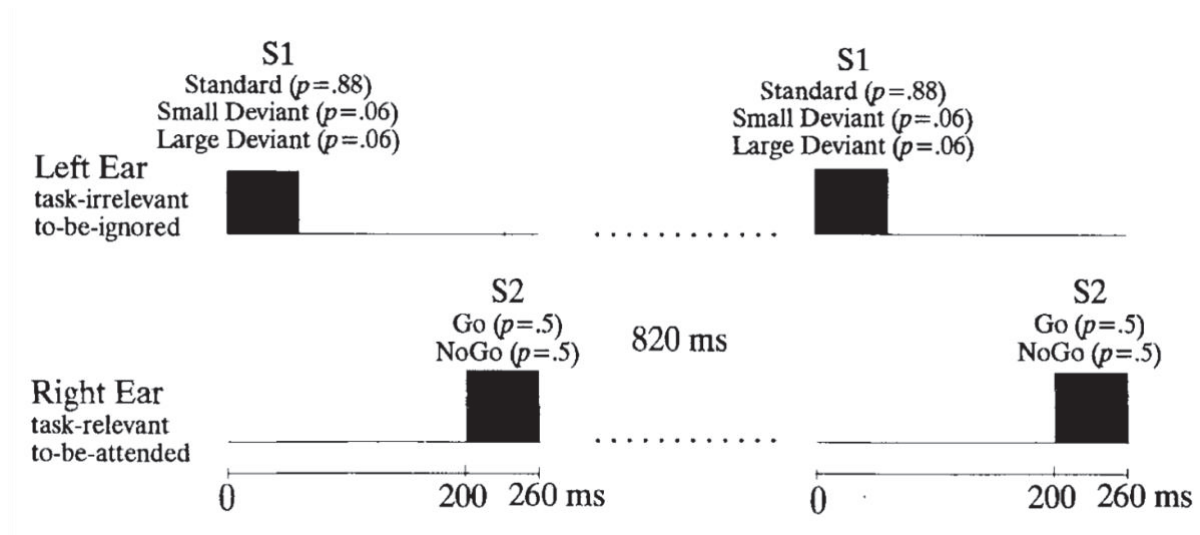 S1
Standard (p=.88)
Small Deviant (p=.06)
Large Deviant (p=.06)
S1
Standard (p=.88)
Small Deviant (p=.06)
Large Deviant (p=.06)
Left Ear
task-irrelevant
to-be-ignored
S2
Go (p=.5)
NoGo (p=.5)
820 ms
S2
Go (p=.5)
NoGo (p=.5)
Right Ear
task-relevant
to-be-attended
0 200 260 ms 0 200 260 ms